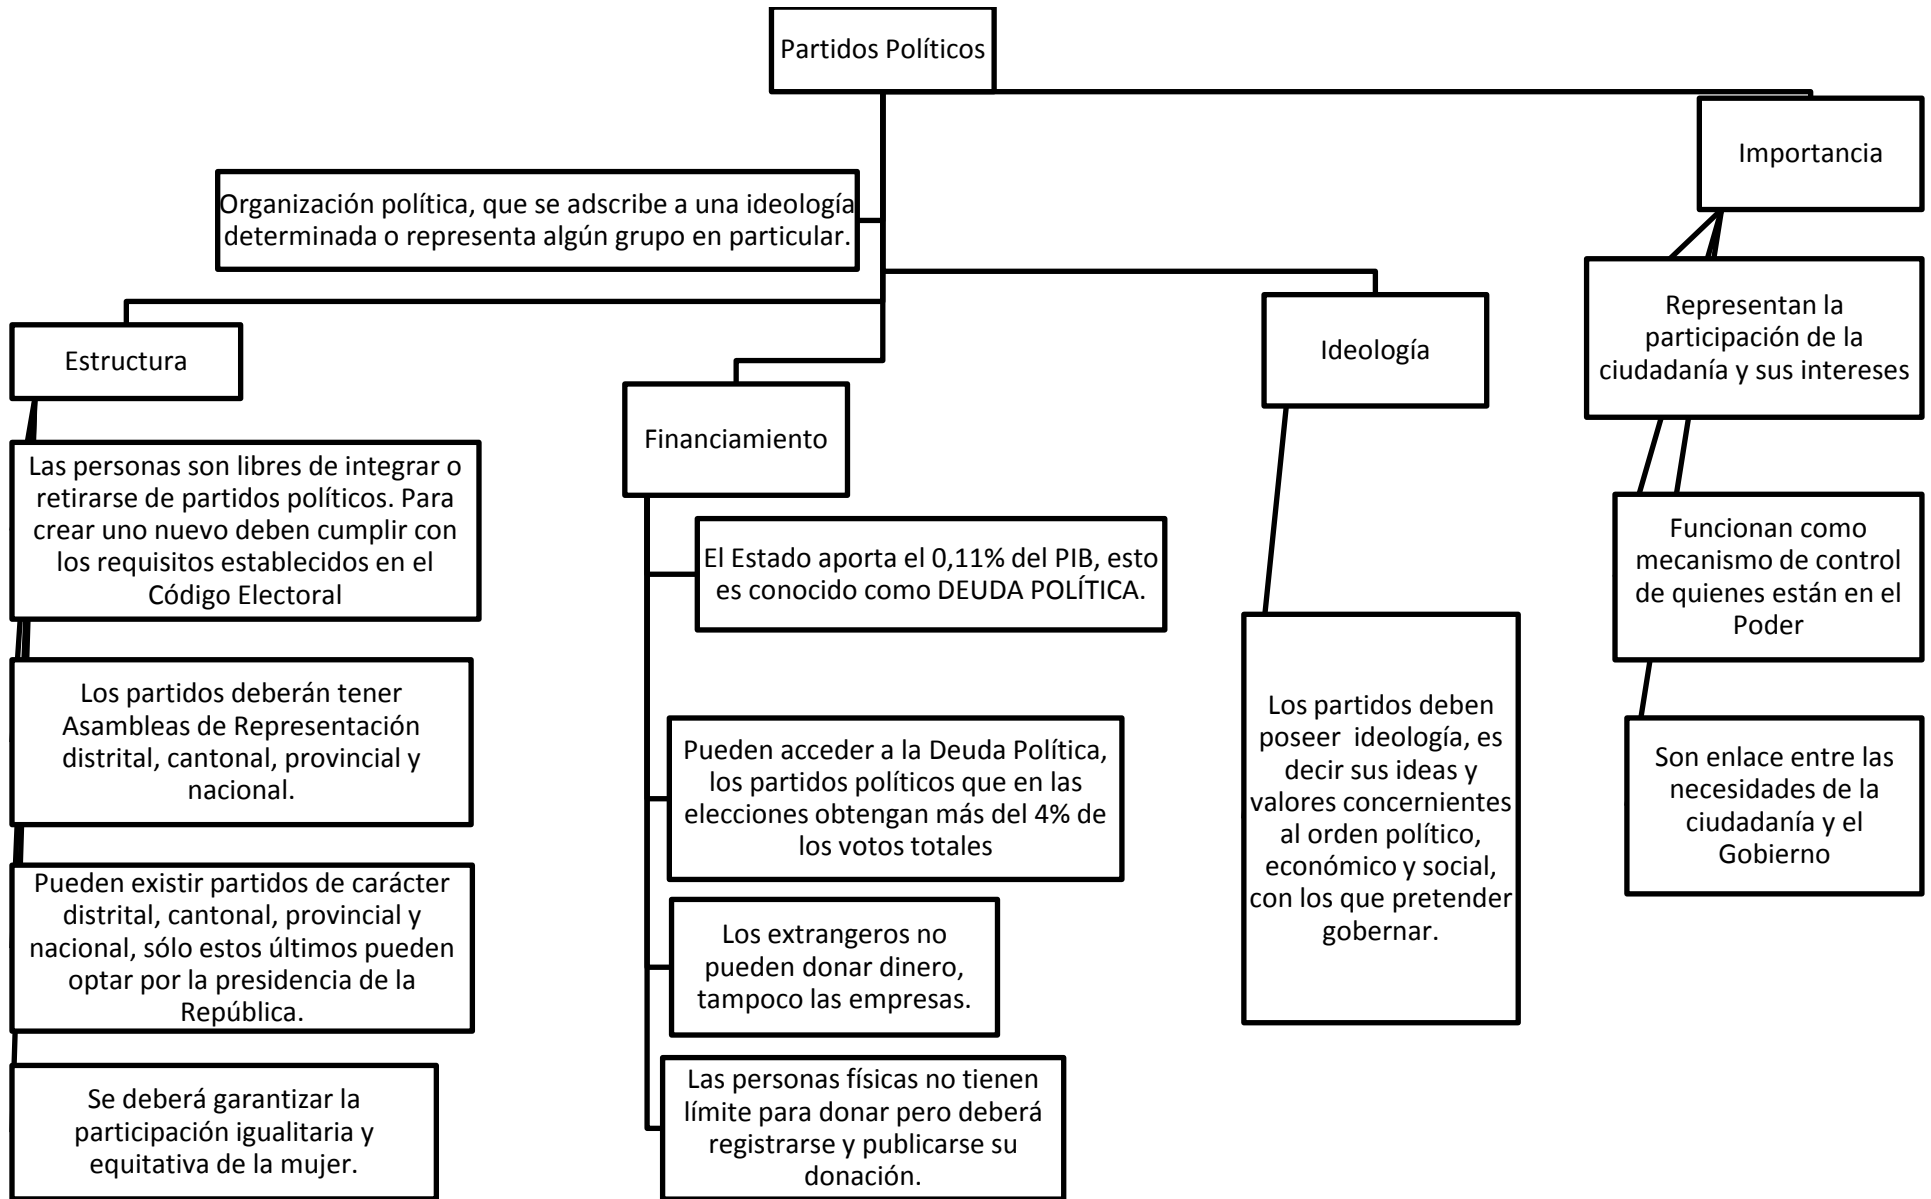 Partidos Políticos
Importancia
Organización política, que se adscribe a una ideología
determinada o representa algún grupo en particular.
Estructura
Las personas son libres de integrar o
retirarse de partidos políticos. Para
crear uno nuevo deben cumplir con
los requisitos establecidos en el
Código Electoral
Los partidos deberán tener
Asambleas de Representación
distrital, cantonal, provincial y
nacional.
Pueden existir partidos de carácter
distrital, cantonal, provincial y
nacional, sólo estos últimos pueden
optar por la presidencia de la
República.
Se deberá garantizar la
participación igualitaria y
equitativa de la mujer.
Financiamiento
El Estado aporta el 0,11% del PIB, esto
es conocido como DEUDA POLÍTICA.
Pueden acceder a la Deuda Política,
los partidos políticos que en las
elecciones obtengan más del 4% de
los votos totales
Los extrangeros no
pueden donar dinero,
tampoco las empresas.
Las personas físicas no tienen
límite para donar pero deberá
registrarse y publicarse su
donación.
Ideología
Los partidos deben
poseer  ideología, es
decir sus ideas y
valores concernientes
al orden político,
económico y social,
con los que pretender
gobernar.
Representan la
participación de la
ciudadanía y sus intereses
Funcionan como
mecanismo de control
de quienes están en el
Poder
Son enlace entre las
necesidades de la
ciudadanía y el
Gobierno